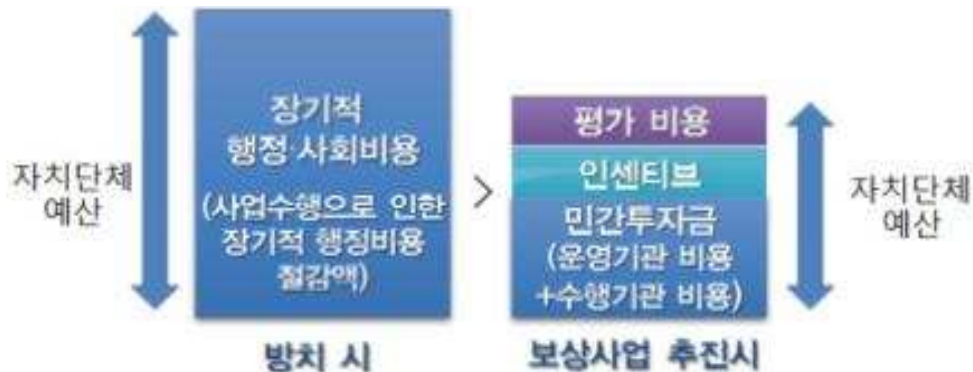 자치단체
예산
장기적
행정·사회비용
(사업수행으로 인한
장기적 행정비용
절감액)
방치 시
>
평가 비용
인센티브
민간투자금
(운영기관 비용
+수행기관 비용)
보상사업 추진시
자치단체
예산